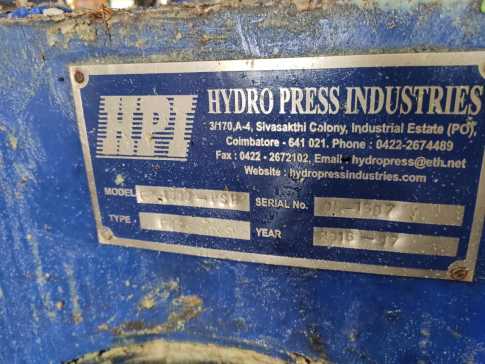 HPI
HYDRO PRESS INDUSTRIES
3/170,A-4, Sivasakthi Colony, Industrial Estate (PO),
Coimbatore - 641 021. Phone : 0422-2674489
Fax : 0422 - 2672102, Email : hydropress@eth.net
Website : hydropressindustries.com
MODEL SERIAL No.
TYPE YEAR